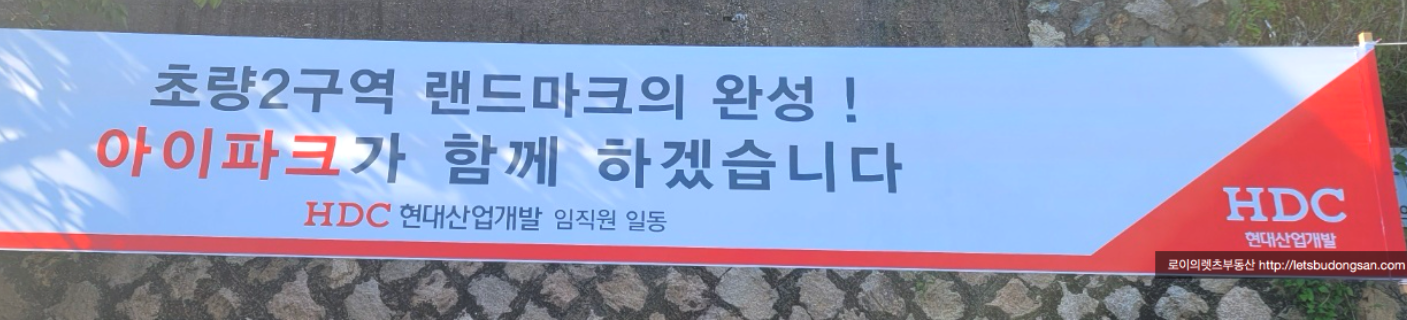 초량2구역 랜드마크의 완성 !
아이파크가 함께 하겠습니다
HDC 현대산업개발 임직원 일동
HDC
현대산업개발
로이의렛츠부동산 http://letsbudongsan.com